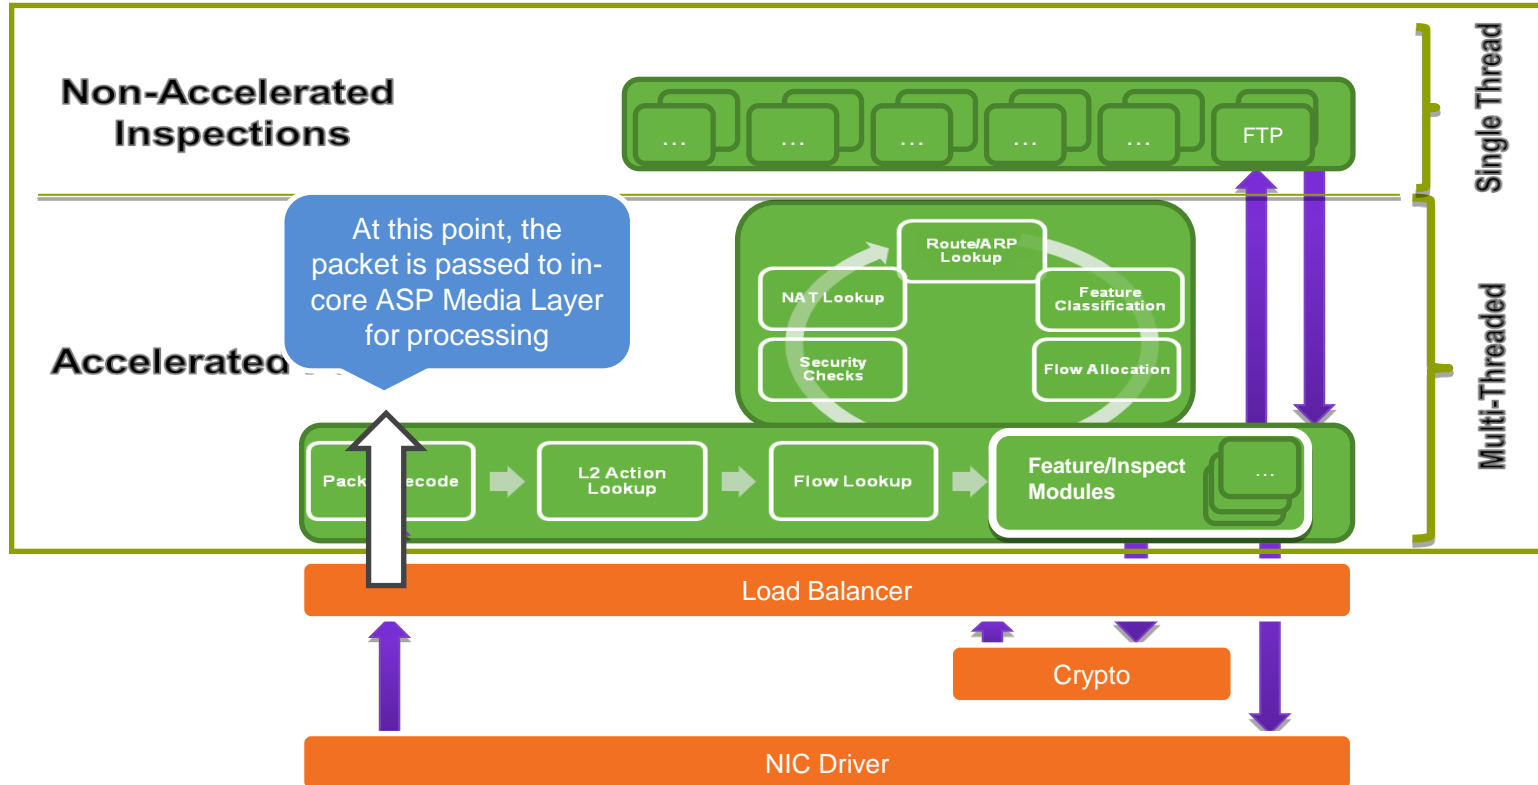 Non-Accelerated
Inspections
…
…
…
…
…
FTP
Single Thread
At this point, the
packet is passed to in-
core ASP Media Layer
for processing
Accelerated
Route/ARP
Lookup
NAT Lookup
Feature
Classification
Security
Checks
Flow Allocation
Multi-Threaded
L2 Action
Lookup
Flow Lookup
Feature/Inspect
Modules
…
Load Balancer
Crypto
NIC Driver